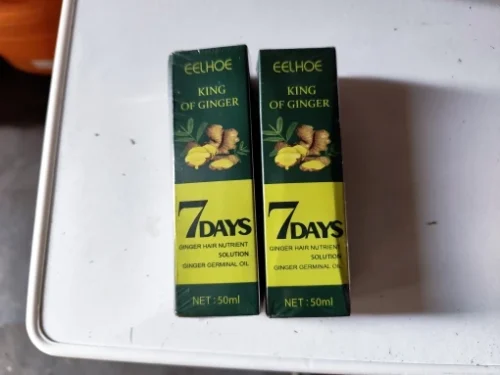 EELHOE
KING
OF GINGER
7DAYS
GINGER HAIR NUTRIENT
SOLUTION
GINGER GERMINAL OIL
NET : 50ml
EELHOE
KING
OF GINGER
7DAYS
GINGER HAIR NUTRIENT
SOLUTION
GINGER GERMINAL OIL
NET : 50ml